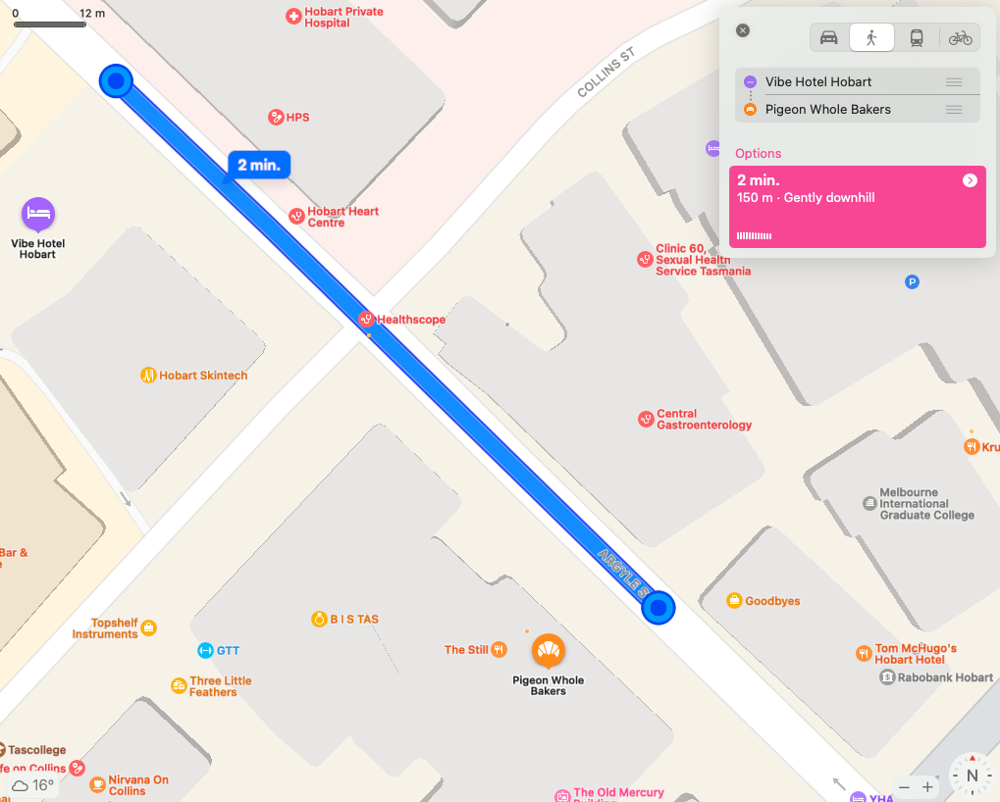 0 12 m
Hobart Private
Hospital
COLLINS ST
Vibe Hotel Hobart
Pigeon Whole Bakers
HPS
Options
2 min.
2 min.
150 m · Gently downhill
Hobart Heart
Centre
Vibe Hotel
Hobart
Clinic 60,
Sexual Health
Service Tasmania
P
Healthscope
Hobart Skintech
Central
Gastroenterology
Kru
Melbourne
International
Graduate College
Bar &
ARGYLE S
Goodbyes
Topshelf
Instruments
B I S TAS
GTT
The Still
Tom McHugo's
Hobart Hotel
Rabobank Hobart
Three Little
Feathers
Pigeon Whole
Bakers
Tascollege
fe on Collins
16°
Nirvana On
Collins
The Old Mercury
Building
YHA
N